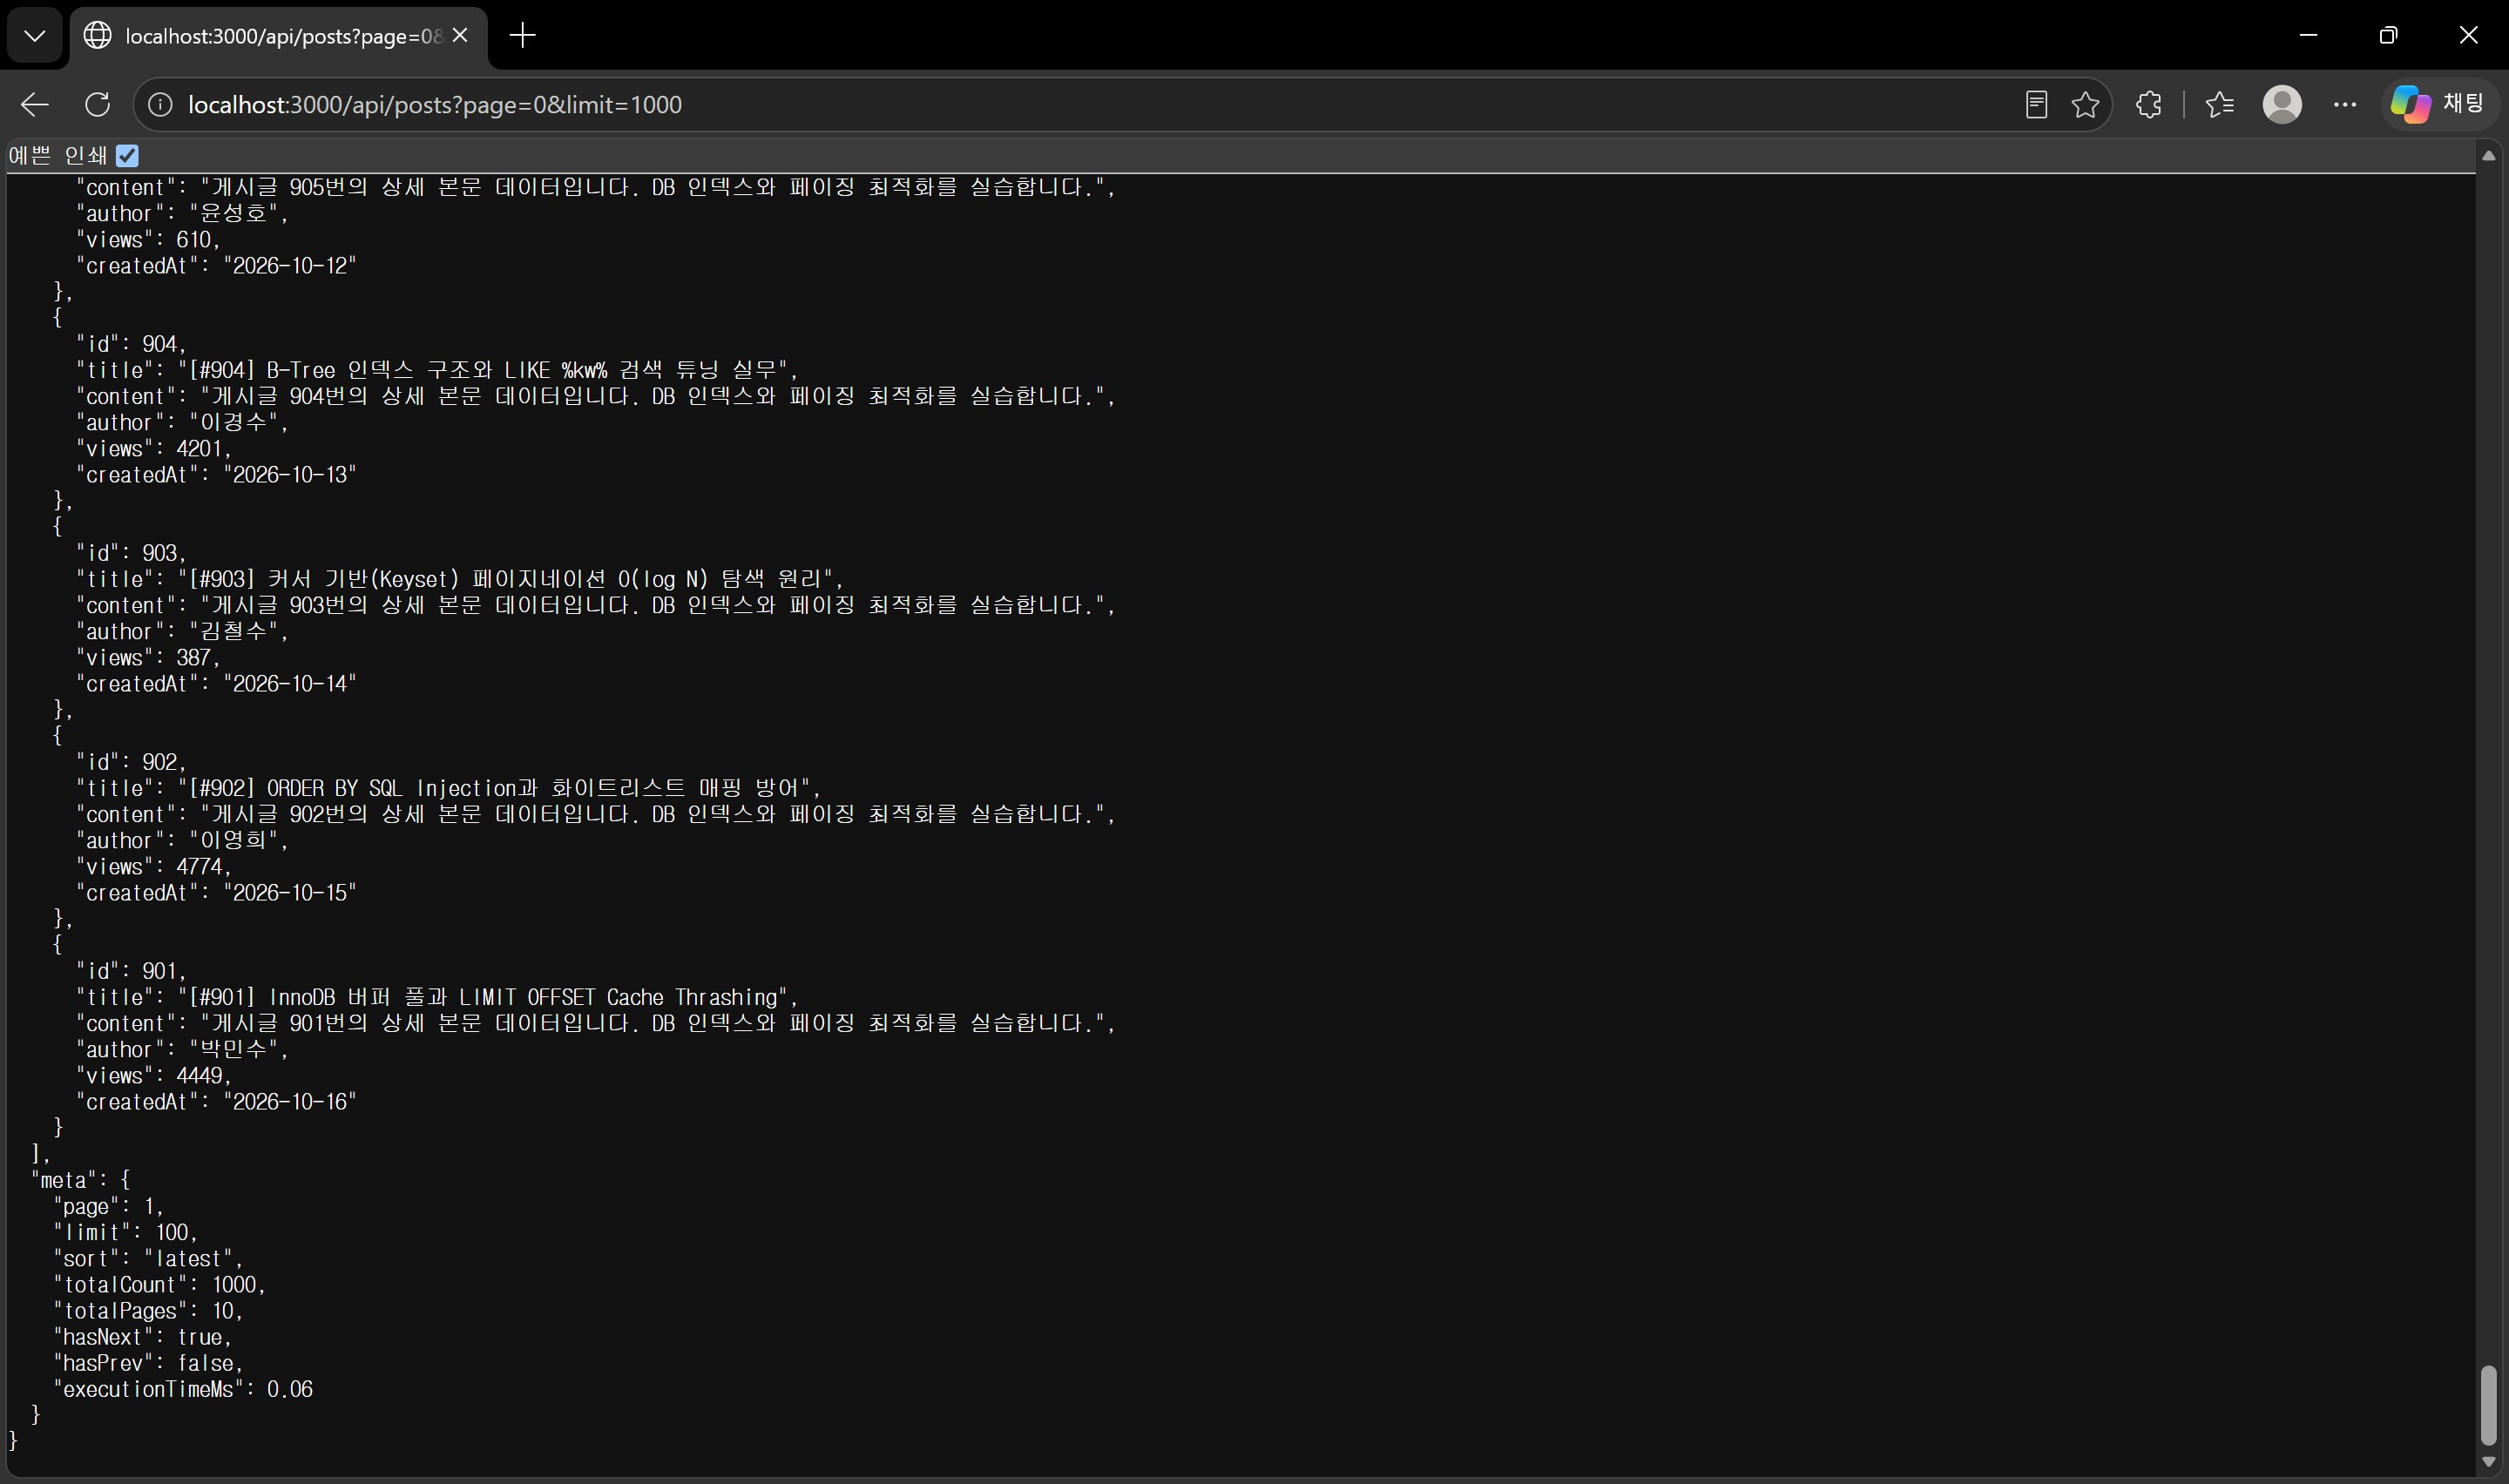 localhost:3000/api/posts?page=0&
localhost:3000/api/posts?page=0&limit=1000
채팅
예쁜 인쇄
"content": "게시글 905번의 상세 본문 데이터입니다. DB 인덱스와 페이징 최적화를 실습합니다.",
"author": "윤성호",
"views": 610,
"createdAt": "2026-10-12"
},
{
"id": 904,
"title": "[#904] B-Tree 인덱스 구조와 LIKE %kw% 검색 튜닝 실무",
"content": "게시글 904번의 상세 본문 데이터입니다. DB 인덱스와 페이징 최적화를 실습합니다.",
"author": "이경수",
"views": 4201,
"createdAt": "2026-10-13"
},
{
"id": 903,
"title": "[#903] 커서 기반(Keyset) 페이지네이션 O(log N) 탐색 원리",
"content": "게시글 903번의 상세 본문 데이터입니다. DB 인덱스와 페이징 최적화를 실습합니다.",
"author": "김철수",
"views": 387,
"createdAt": "2026-10-14"
},
{
"id": 902,
"title": "[#902] ORDER BY SQL Injection과 화이트리스트 매핑 방어",
"content": "게시글 902번의 상세 본문 데이터입니다. DB 인덱스와 페이징 최적화를 실습합니다.",
"author": "이영희",
"views": 4774,
"createdAt": "2026-10-15"
},
{
"id": 901,
"title": "[#901] InnoDB 버퍼 풀과 LIMIT OFFSET Cache Thrashing",
"content": "게시글 901번의 상세 본문 데이터입니다. DB 인덱스와 페이징 최적화를 실습합니다.",
"author": "박민수",
"views": 4449,
"createdAt": "2026-10-16"
}
],
"meta": {
"page": 1,
"limit": 100,
"sort": "latest",
"totalCount": 1000,
"totalPages": 10,
"hasNext": true,
"hasPrev": false,
"executionTimeMs": 0.06
}
}